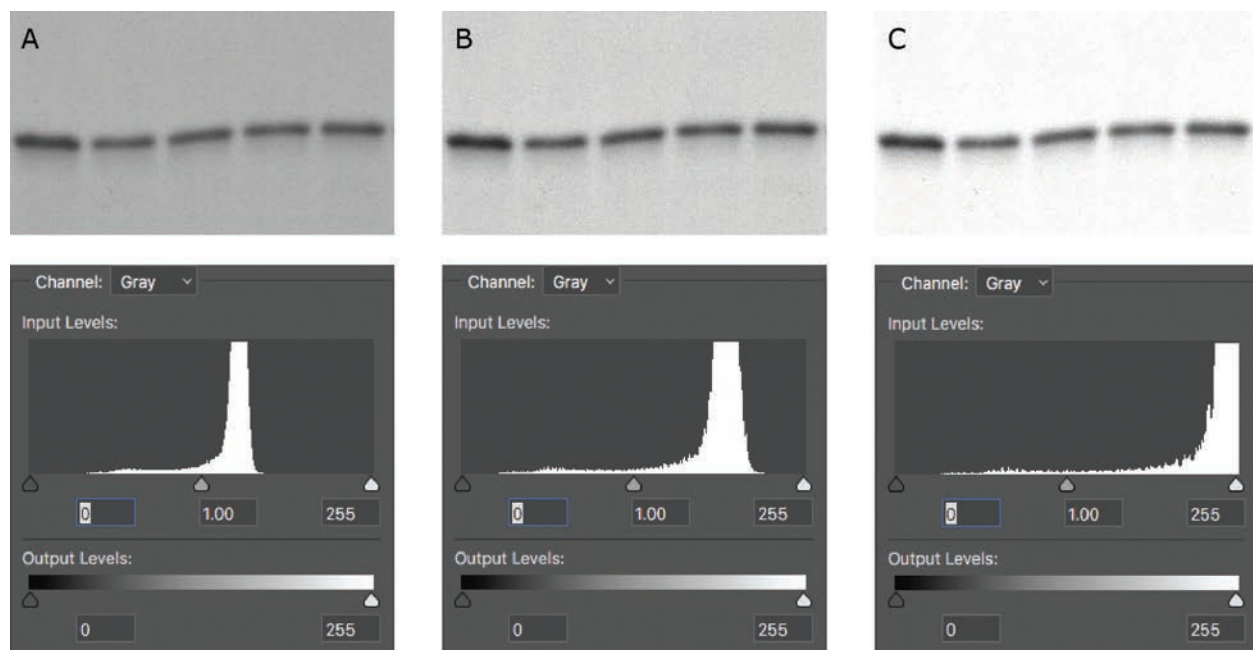 A
B
C
Channel: Gray
Input Levels:
0 1.00 255
Output Levels:
0 255
Channel: Gray
Input Levels:
0 1.00 255
Output Levels:
0 255
Channel: Gray
Input Levels:
0 1.00 255
Output Levels:
0 255